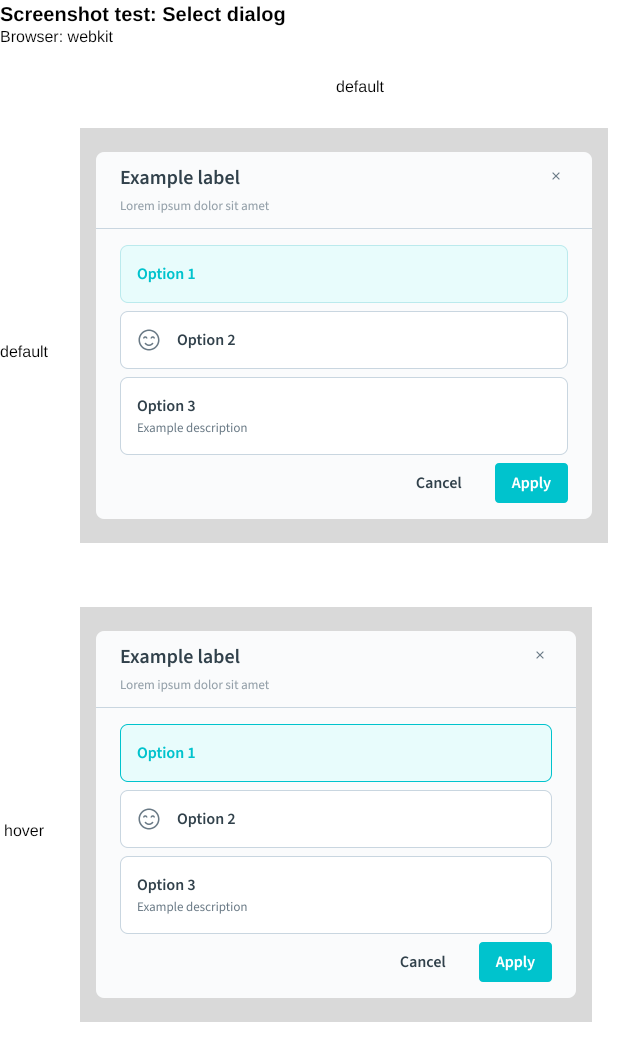 Screenshot test: Select dialog
Browser: webkit
default
default
Example label
×
Lorem ipsum dolor sit amet
Option 1
Option 2
Option 3
Example description
Cancel
Apply
hover
Example label
×
Lorem ipsum dolor sit amet
Option 1
Option 2
Option 3
Example description
Cancel
Apply